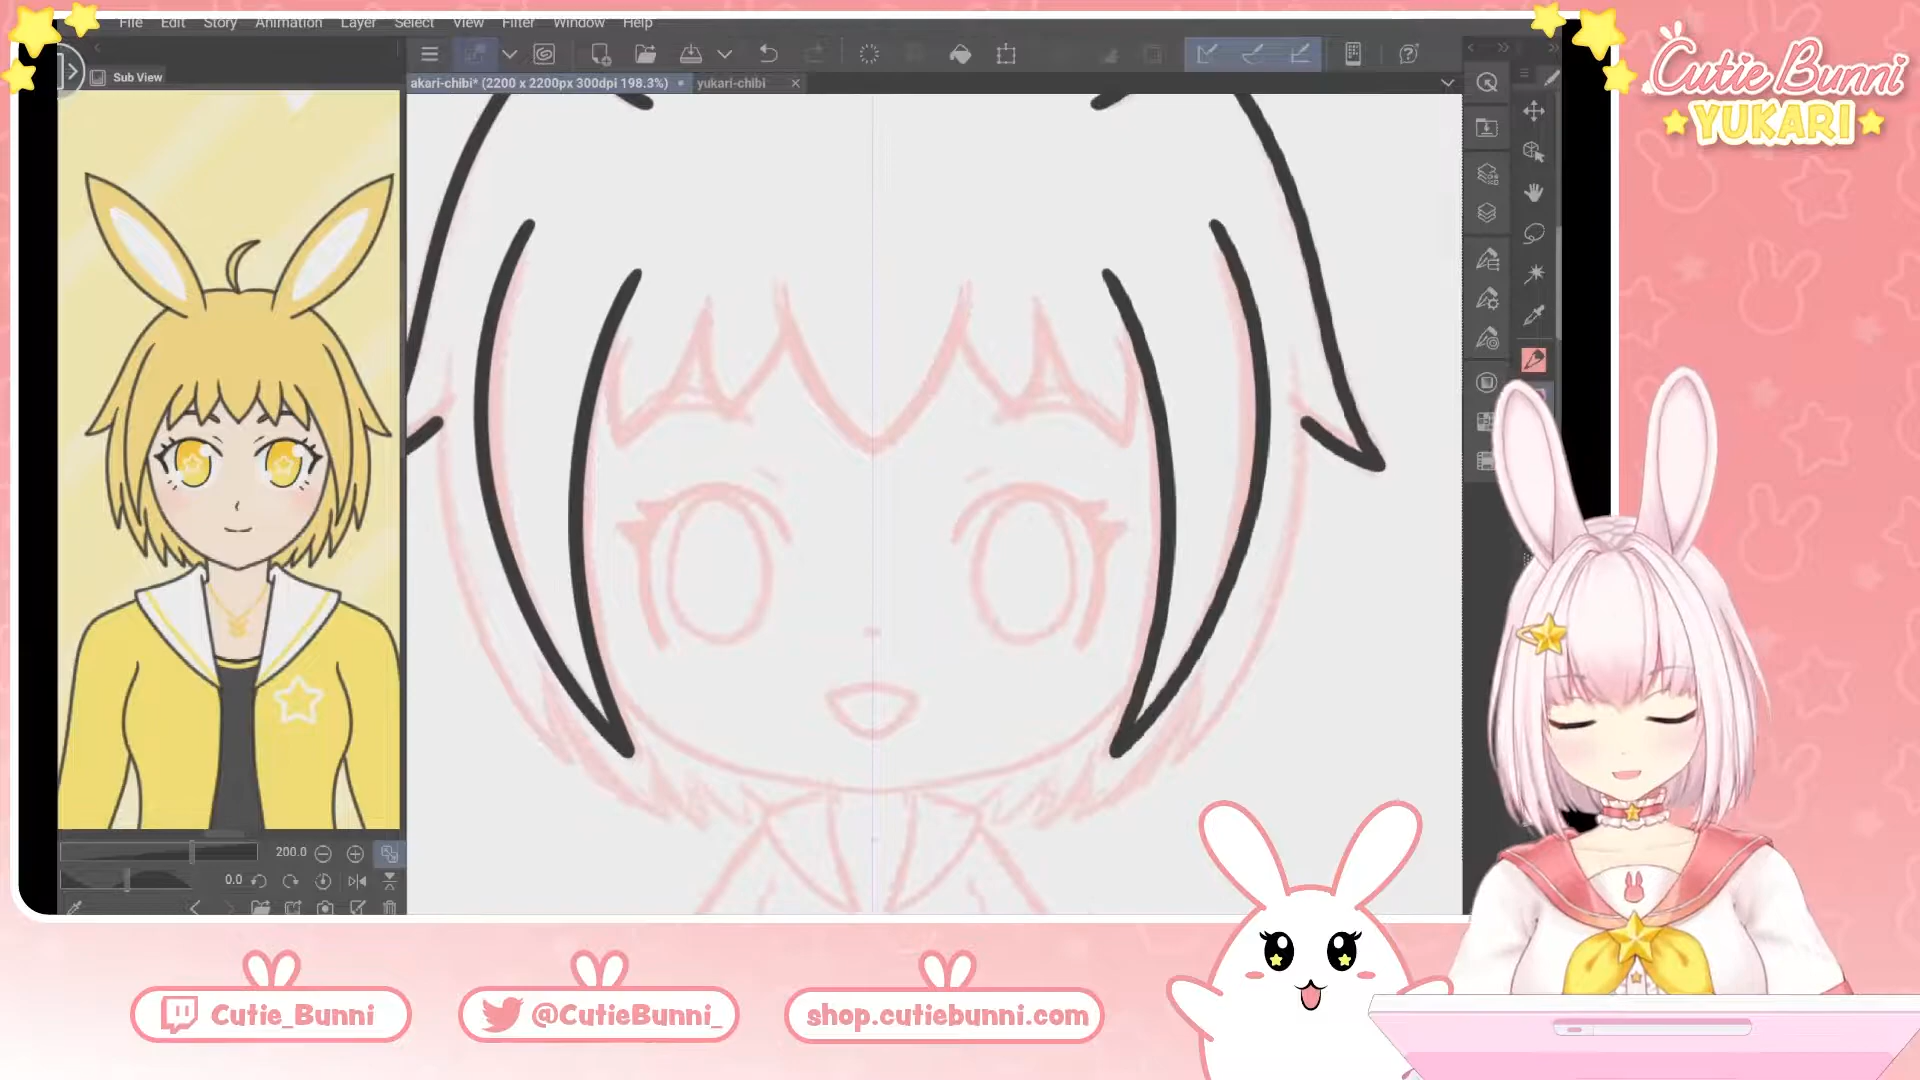 File Edit Story Animation Layer Select View Filter Window Help
Sub View
akari-chibi* (2200 x 2200px 300dpi 198.3%)
yukari-chibi
Cutie Bunni
YUKARI
200.0
0.0
Cutie_Bunni
@CutieBunni_
shop.cutiebunni.com